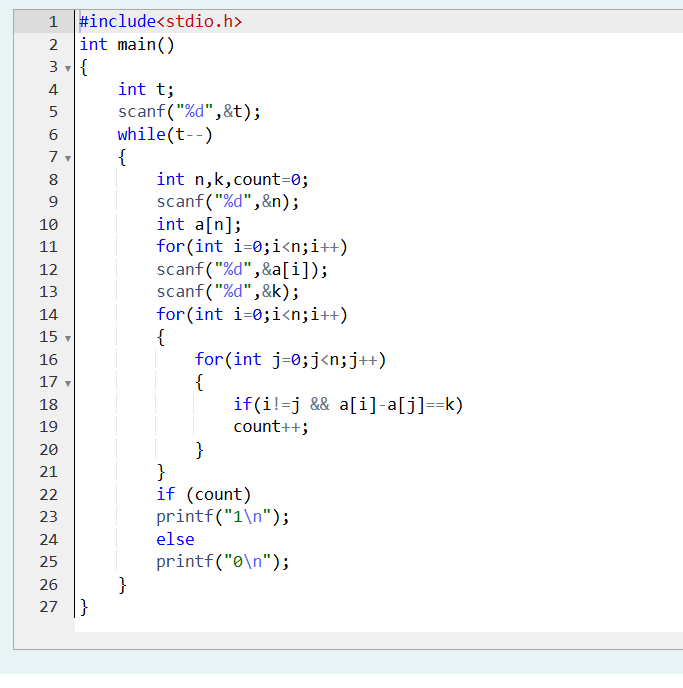 1 #include<stdio.h>
2 int main()
3 {
4 int t;
5 scanf("%d",&t);
6 while(t--)
7 {
8 int n,k,count=0;
9 scanf("%d",&n);
10 int a[n];
11 for(int i=0;i<n;i++)
12 scanf("%d",&a[i]);
13 scanf("%d",&k);
14 for(int i=0;i<n;i++)
15 {
16 for(int j=0;j<n;j++)
17 {
18 if(i!=j && a[i]-a[j]==k)
19 count++;
20 }
21 }
22 if (count)
23 printf("1\n");
24 else
25 printf("0\n");
26 }
27 }